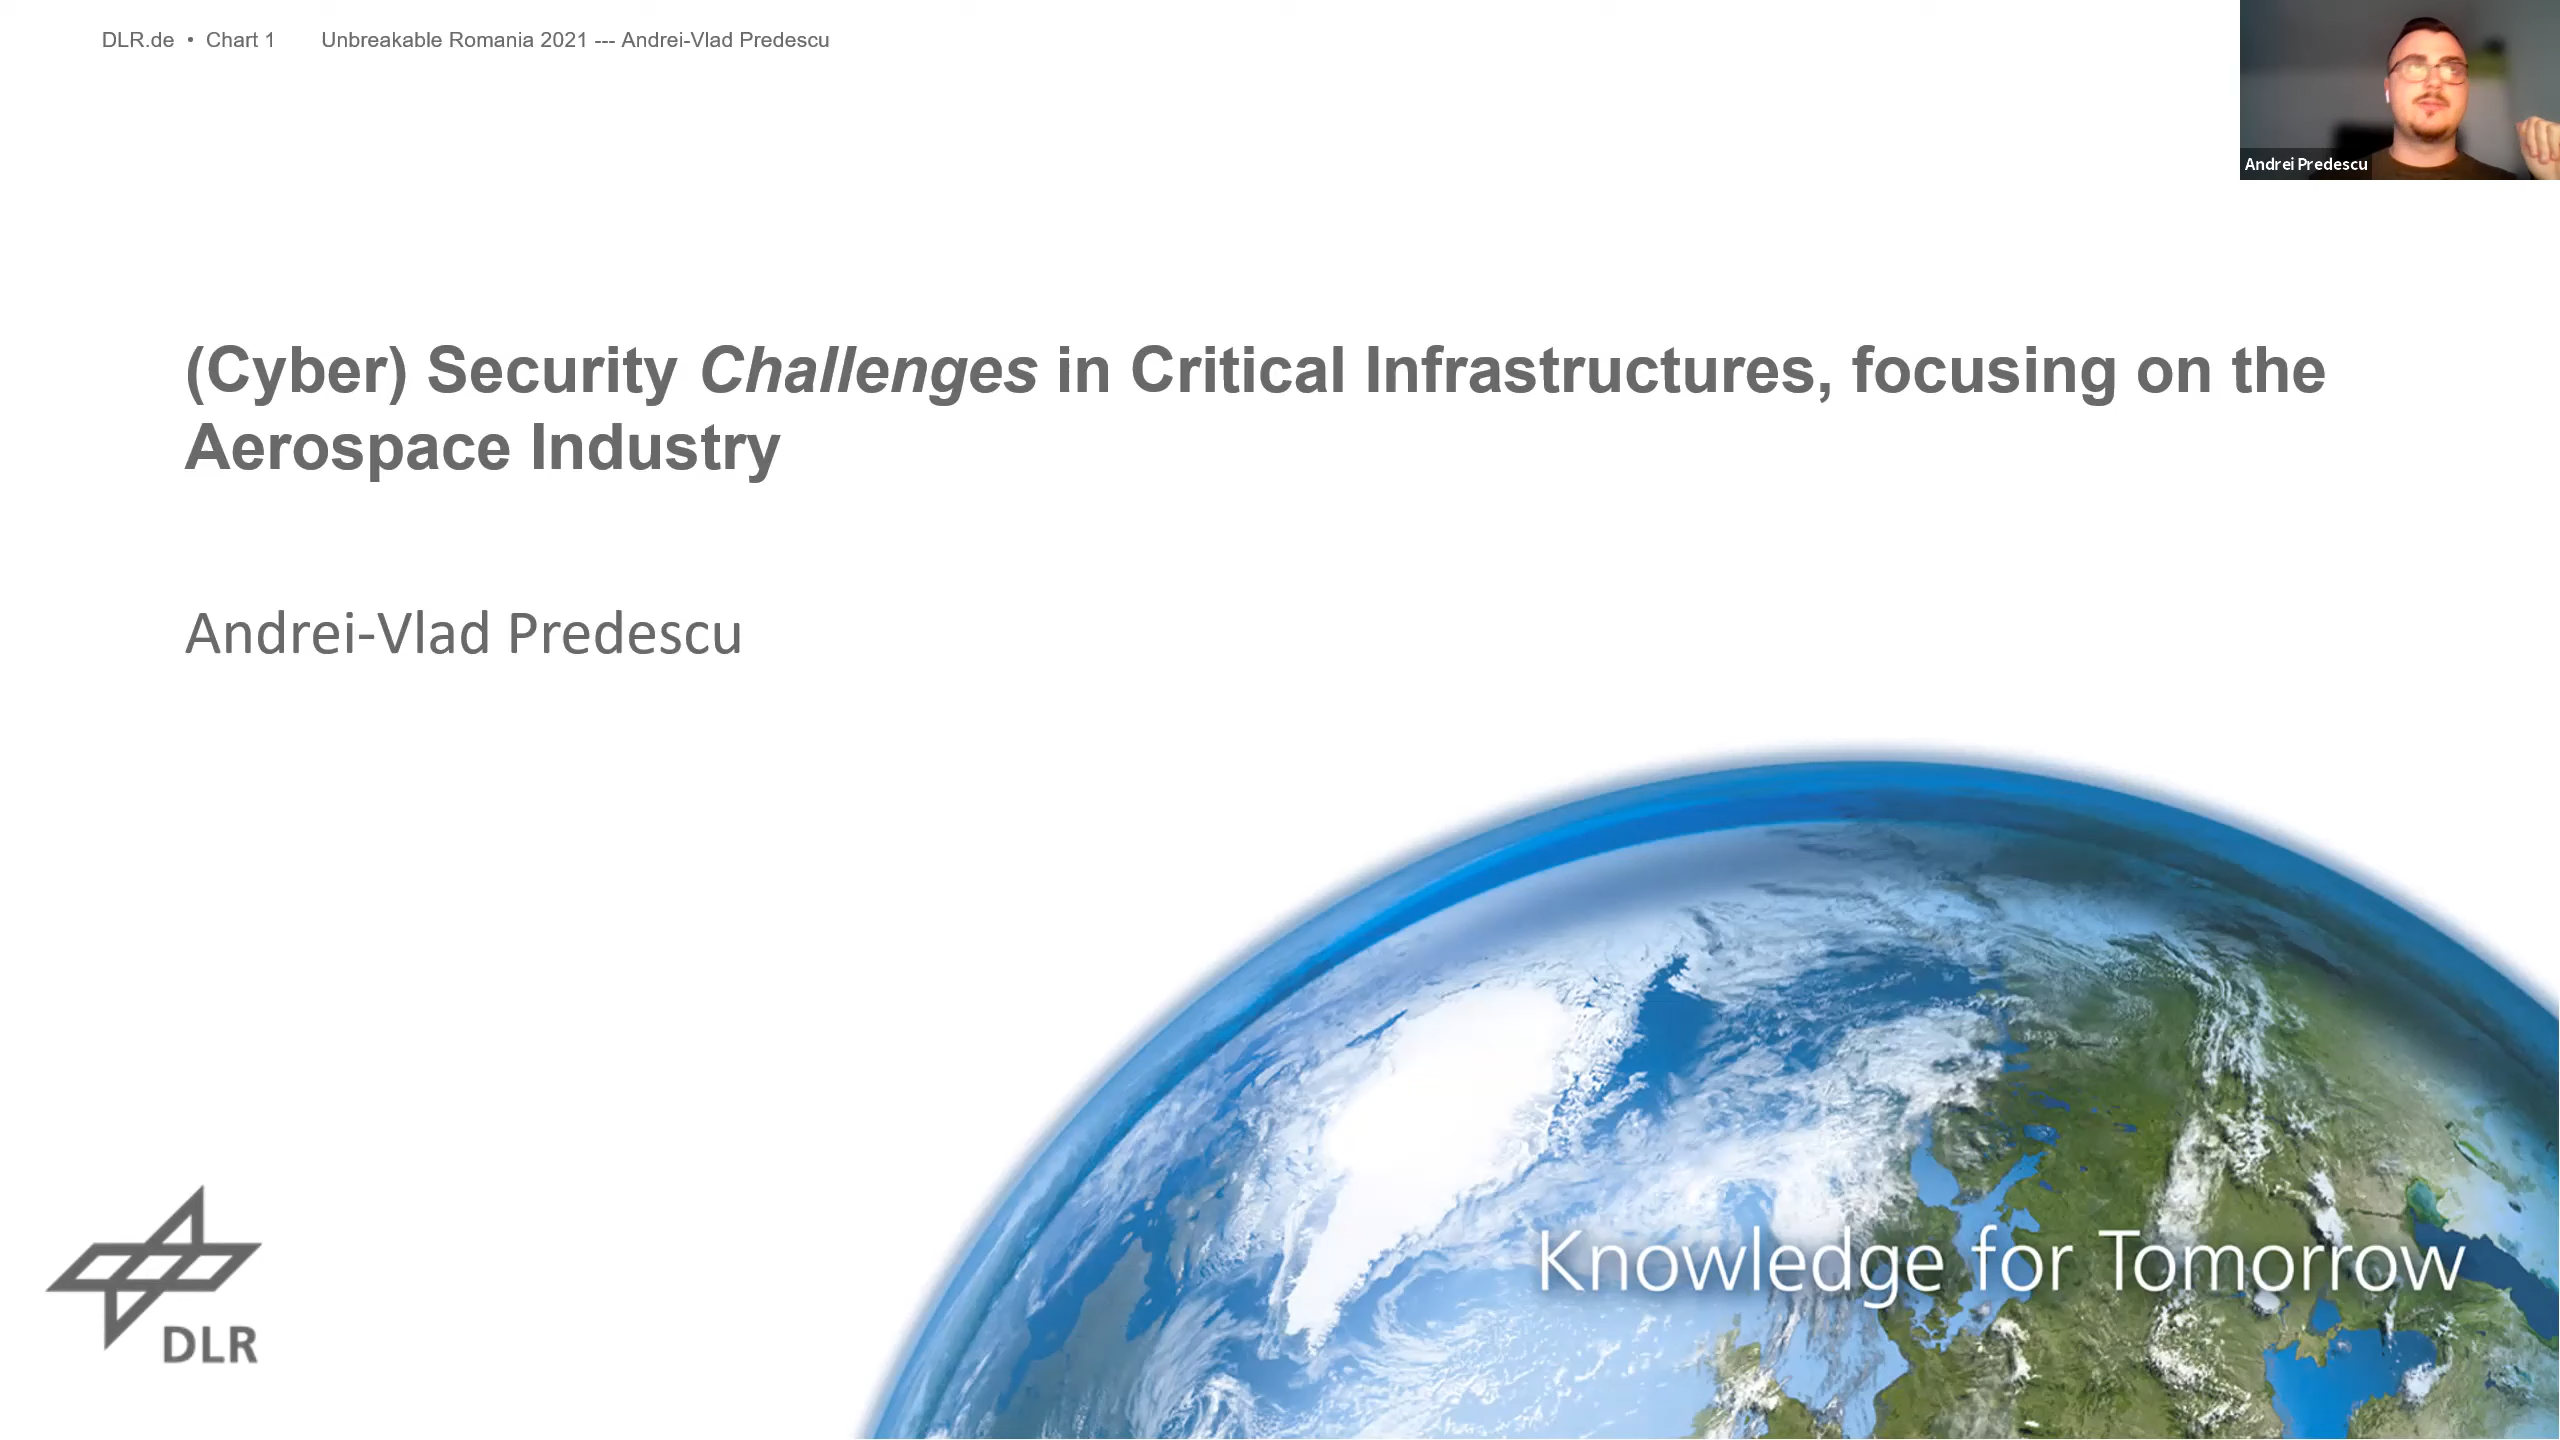 DLR.de • Chart 1 Unbreakable Romania 2021 --- Andrei-Vlad Predescu
Andrei Predescu
(Cyber) Security Challenges in Critical Infrastructures, focusing on the
Aerospace Industry
Andrei-Vlad Predescu
Knowledge for Tomorrow
DLR